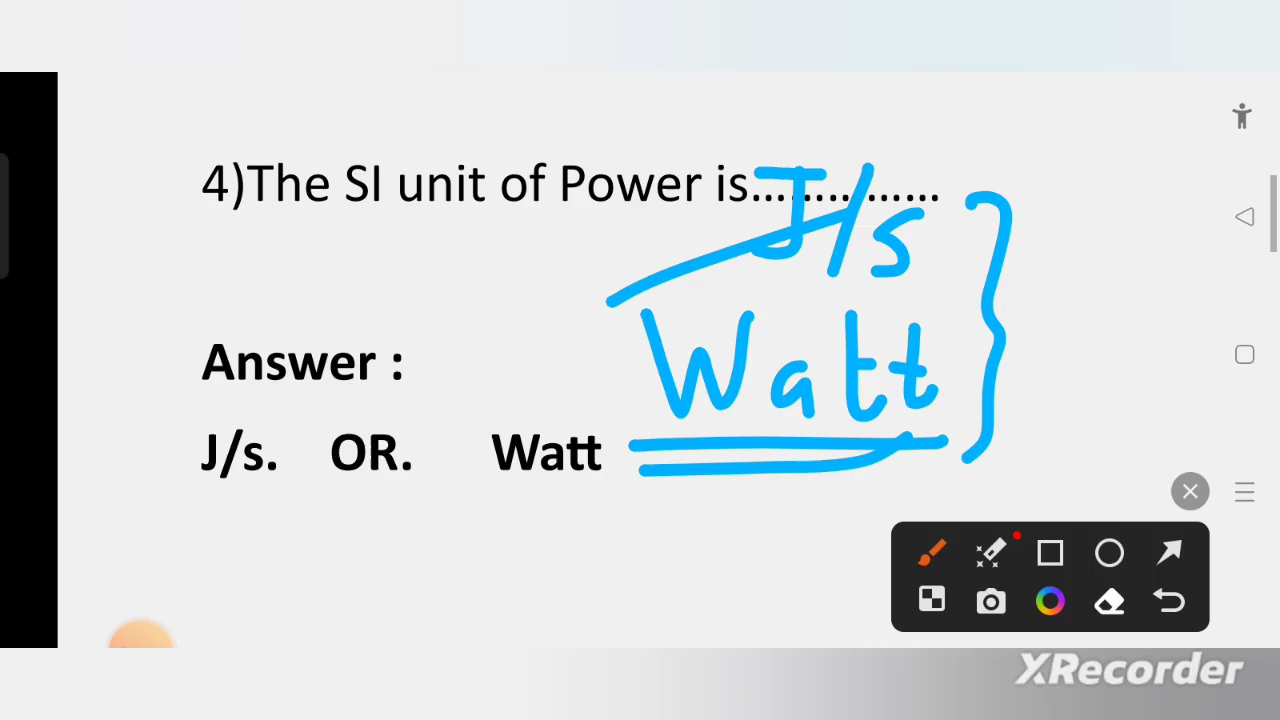 4)The SI unit of Power is...............
J/s
Watt
Answer :
J/s. OR. Watt
XRecorder